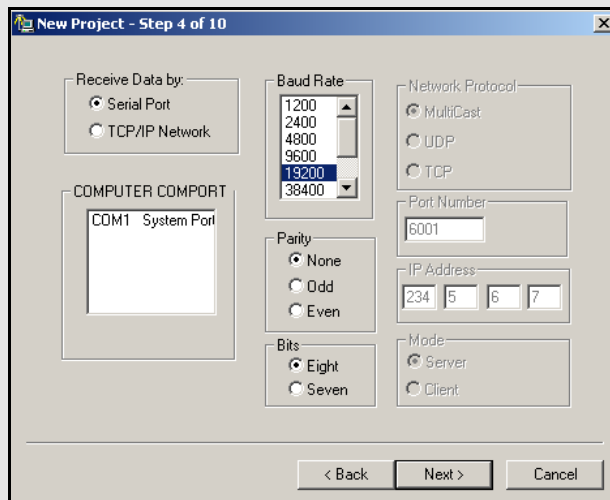 New Project - Step 4 of 10
Receive Data by:
Serial Port
TCP/IP Network
COMPUTER COMPORT
COM1 System Port
Baud Rate
1200
2400
4800
9600
19200
38400
Parity
None
Odd
Even
Bits
Eight
Seven
Network Protocol
MultiCast
UDP
TCP
Port Number
6001
IP Address
234 5 6 7
Mode
Server
Client
< Back
Next >
Cancel